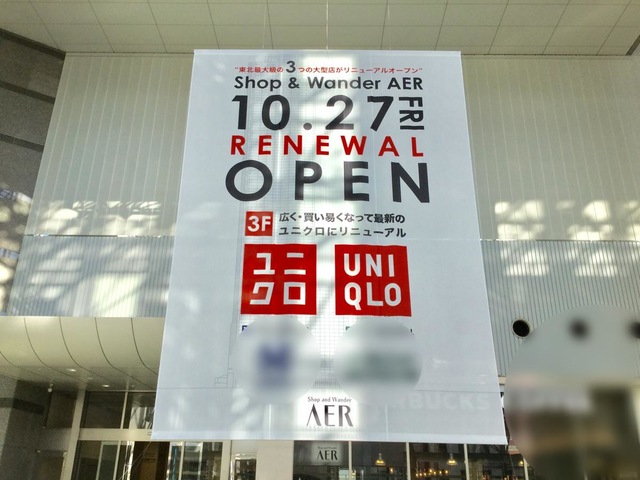 "東北最大級の3つの大型店がリニューアルオープン"
Shop & Wander AER
10.27 FRI
RENEWAL
OPEN
3F 広く・買い易くなって最新の
ユニクロにリニューアル
ユニ UNI
クロ QLO
Shop and Wander
AER
AER